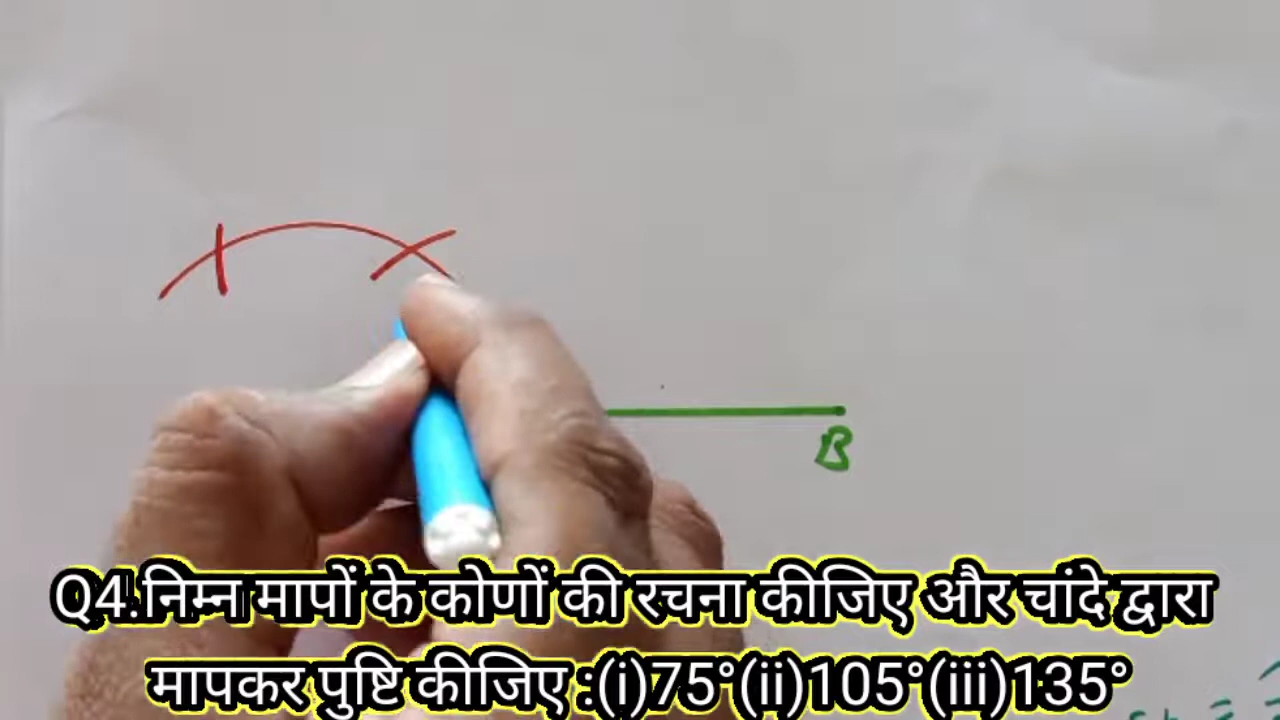 B
Q4.निम्न मापों के कोणों की रचना कीजिए और चांदे द्वारा
मापकर पुष्टि कीजिए :(i)75°(ii)105°(iii)135°